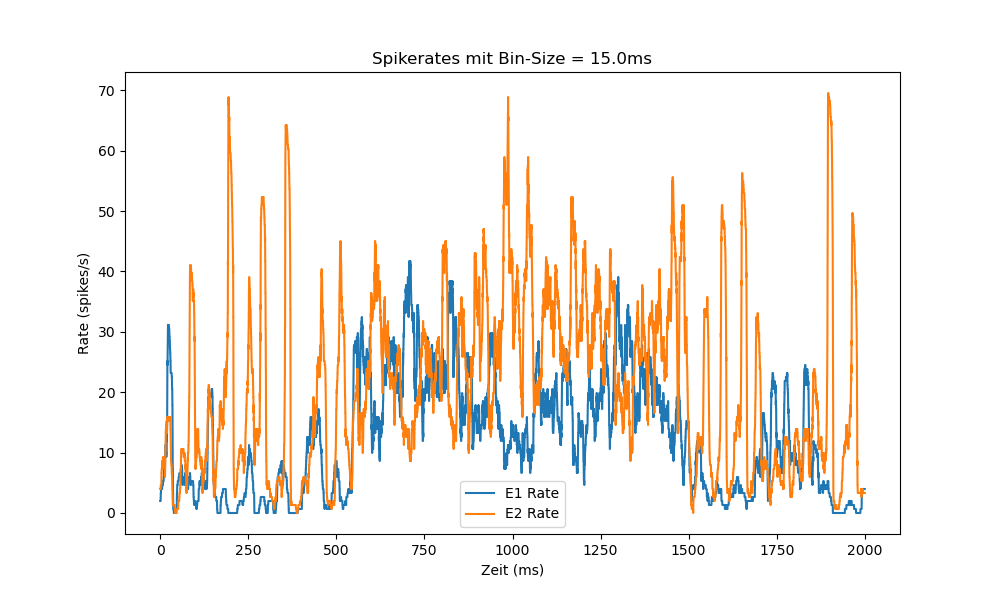 Spikerates mit Bin-Size = 15.0ms
Rate (spikes/s)
70
60
50
40
30
20
10
0
E1 Rate
E2 Rate
0 250 500 750 1000 1250 1500 1750 2000
Zeit (ms)